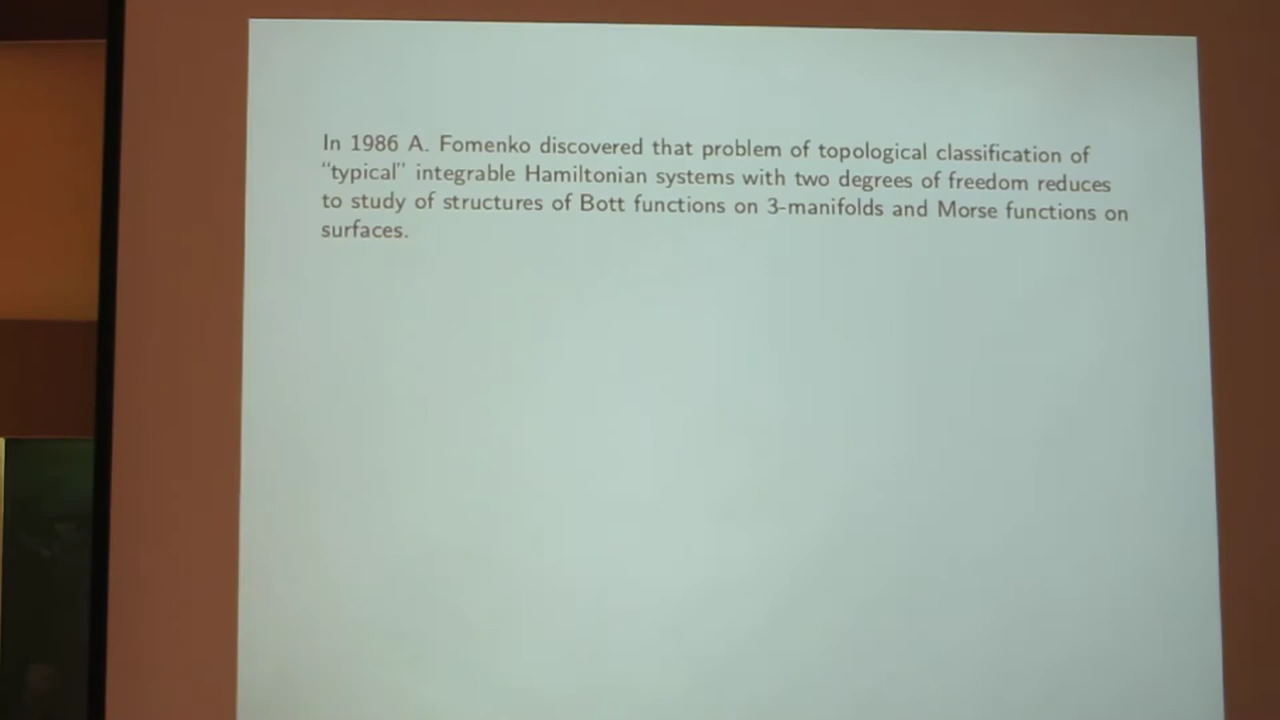 In 1986 A. Fomenko discovered that problem of topological classification of
“typical” integrable Hamiltonian systems with two degrees of freedom reduces
to study of structures of Bott functions on 3-manifolds and Morse functions on
surfaces.